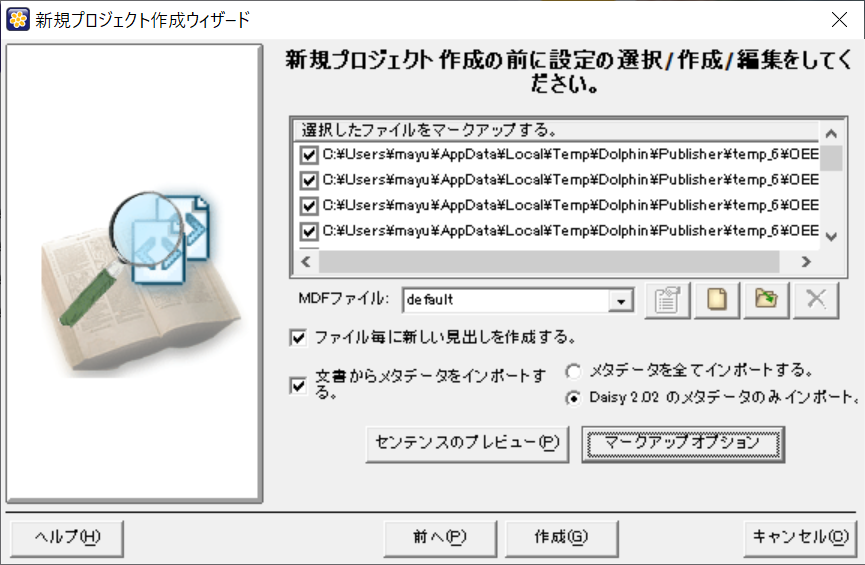 新規プロジェクト作成ウィザード
新規プロジェクト 作成の前に設定の選択/作成/編集をしてく
ださい。
選択したファイルをマークアップする。
C:¥Users¥mayu¥AppData¥Local¥Temp¥Dolphin¥Publisher¥temp_6¥OEE
C:¥Users¥mayu¥AppData¥Local¥Temp¥Dolphin¥Publisher¥temp_6¥OEE
C:¥Users¥mayu¥AppData¥Local¥Temp¥Dolphin¥Publisher¥temp_6¥OEE
C:¥Users¥mayu¥AppData¥Local¥Temp¥Dolphin¥Publisher¥temp_6¥OEE
MDFファイル: default
ファイル毎に新しい見出しを作成する。
文書からメタデータをインポートす
る。
メタデータを全てインポートする。
Daisy 2.02 のメタデータのみインポート。
センテンスのプレビュー(P) マークアップオプション
ヘルプ(H) 前へ(P) 作成(G) キャンセル(C)